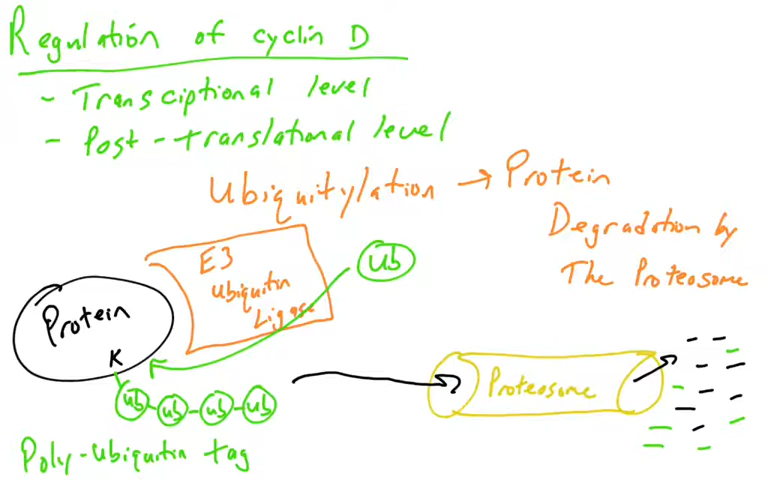 Regulation of cyclin D
- Transciptional level
- Post-translational level
Ubiquitylation → Protein
Degradation by
The Proteosome
E3
Ubiquitin
Ligase
Ub
Protein
K
ub ub ub ub
Proteosome
Poly-Ubiquitin tag